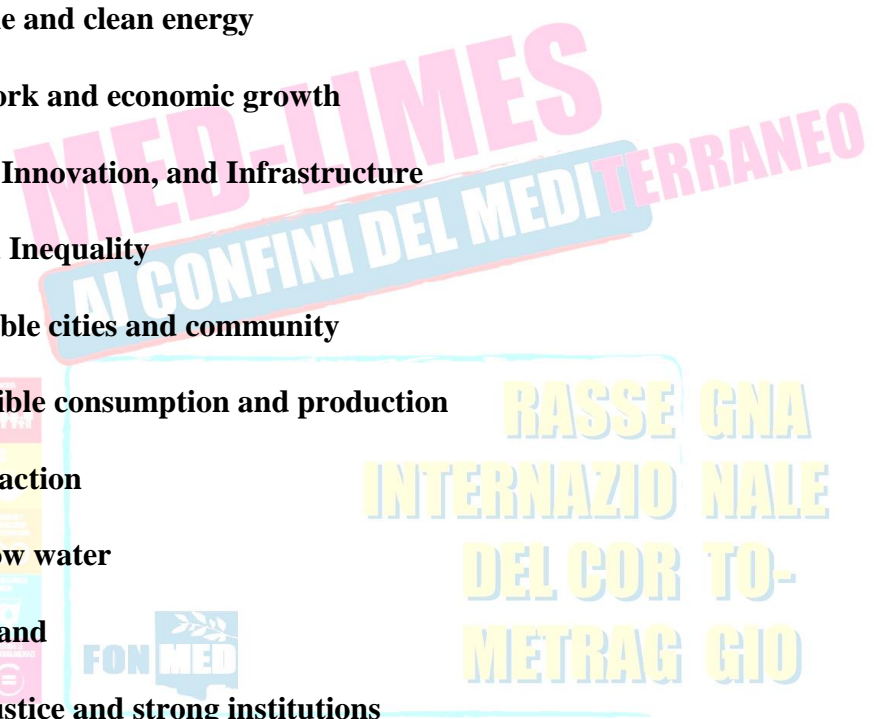 e and clean energy
ork and economic growth
Innovation, and Infrastructure
Inequality
ble cities and community
ible consumption and production
action
ow water
and
ustice and strong institutions
MED-LIMES
AI CONFINI DEL MEDITERRANEO
RASSE GNA
INTERNAZIO NALE
DEL COR TO-
METRAG GIO
FON MED